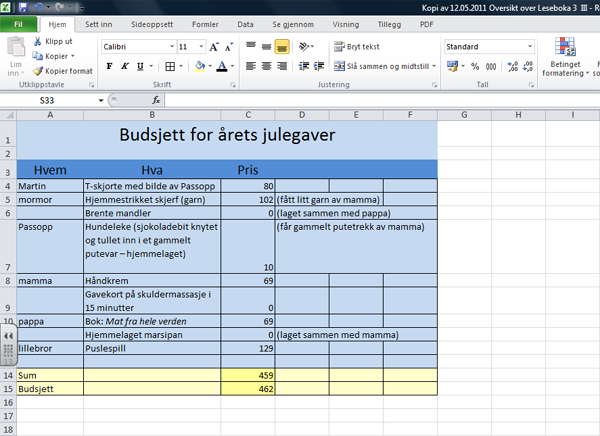 Kopi av 12.05.2011 Oversikt over Leseboka 3 III - R
Fil Hjem Sett inn Sideoppsett Formler Data Se gjennom Visning Tillegg PDF
Lim inn
Klipp ut
Kopier
Kopier format
Utklippstavle
Calibri 11 A A
F K U A
Skrift
Bryt tekst
Slå sammen og midtstill
Justering
Standard
% 000
Tall
Betinget formatering
S33 fx
A B C D E F G H I
1 Budsjett for årets julegaver
2
3 Hvem Hva Pris
4 Martin T-skjorte med bilde av Passopp 80
5 mormor Hjemmestrikket skjerf (garn) 102 (fått litt garn av mamma)
6 Brente mandler 0 (laget sammen med pappa)
Passopp Hundeleke (sjokoladebit knytet (får gammelt putetrekk av mamma)
og tullet inn i et gammelt
putevar – hjemmelaget)
7 10
8 mamma Håndkrem 69
Gavekort på skuldermassasje i
9 15 minutter 0
10 pappa Bok: Mat fra hele verden 69
Hjemmelaget marsipan 0 (laget sammen med mamma)
lillebror Puslespill 129
13
14 Sum 459
15 Budsjett 462
16
17
18